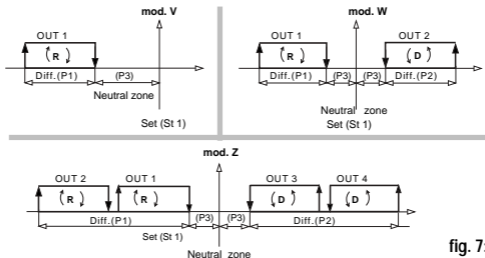 mod. V
OUT 1
R
Diff.(P1) (P3)
Neutral zone
Set (St 1)
mod. W
OUT 1 OUT 2
R D
Diff.(P1) (P3) (P3) Diff.(P2)
Neutral zone
Set (St 1)
mod. Z
OUT 2 OUT 1 OUT 3 OUT 4
R R D D
Diff.(P1) (P3) (P3) Diff.(P2)
Set (St 1)
Neutral zone
fig. 7: